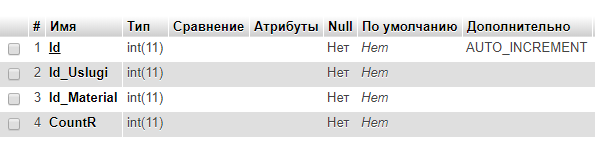 # Имя Тип Сравнение Атрибуты Null По умолчанию Дополнительно
1 Id int(11) Нет Нет AUTO_INCREMENT
2 Id_Uslugi int(11) Нет Нет
3 Id_Material int(11) Нет Нет
4 CountR int(11) Нет Нет